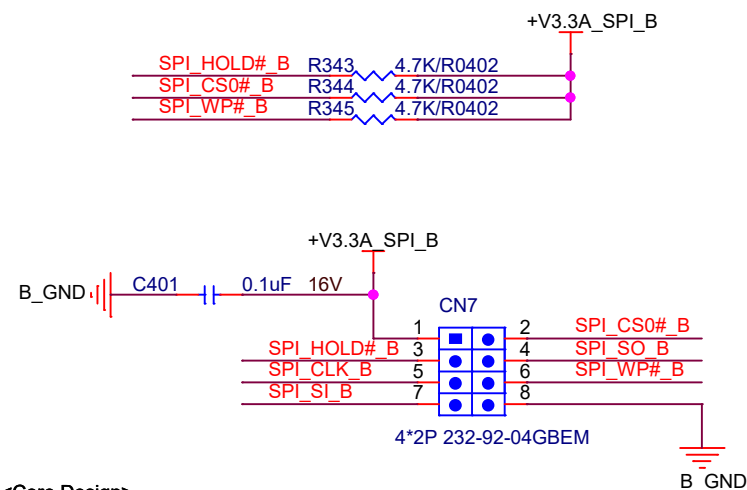 +V3.3A_SPI_B
SPI_HOLD#_B R343 4.7K/R0402
SPI_CS0#_B R344 4.7K/R0402
SPI_WP#_B R345 4.7K/R0402
+V3.3A_SPI_B
B_GND C401 0.1uF 16V
CN7
1 2 SPI_CS0#_B
SPI_HOLD#_B 3 4 SPI_SO_B
SPI_CLK_B 5 6 SPI_WP#_B
SPI_SI_B 7 8
4*2P 232-92-04GBEM
B_GND